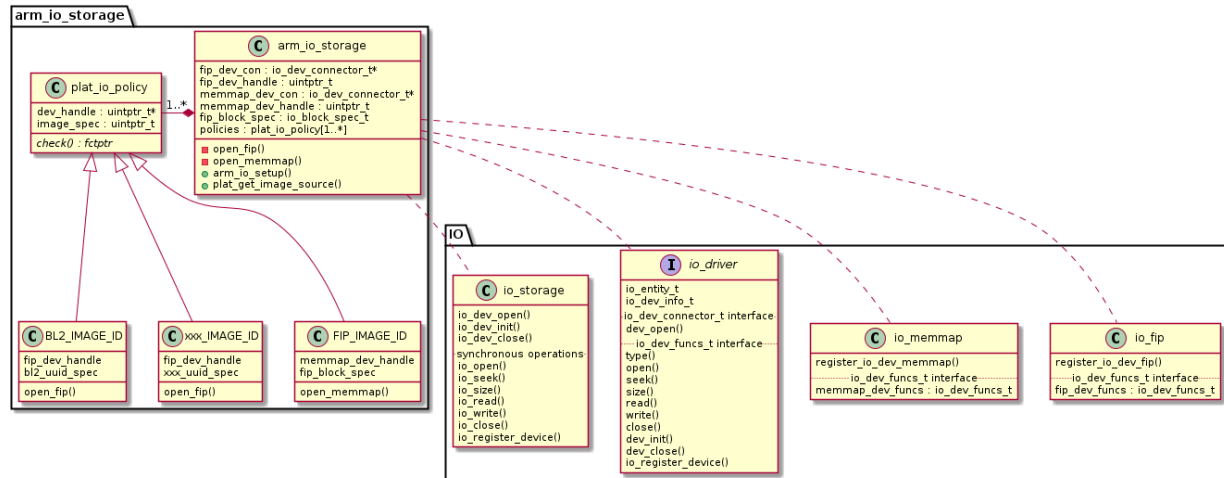 arm_io_storage
C arm_io_storage
fip_dev_con : io_dev_connector_t*
fip_dev_handle : uintptr_t
memmap_dev_con : io_dev_connector_t*
memmap_dev_handle : uintptr_t
fip_block_spec : io_block_spec_t
policies : plat_io_policy[1..*]
open_fip()
open_memmap()
arm_io_setup()
plat_get_image_source()
C plat_io_policy
dev_handle : uintptr_t*
image_spec : uintptr_t
check() : fctptr
1..*
C BL2_IMAGE_ID
fip_dev_handle
bl2_uuid_spec
open_fip()
C xxx_IMAGE_ID
fip_dev_handle
xxx_uuid_spec
open_fip()
C FIP_IMAGE_ID
memmap_dev_handle
fip_block_spec
open_memmap()
IO
C io_storage
io_dev_open()
io_dev_init()
io_dev_close()
synchronous operations
io_open()
io_seek()
io_size()
io_read()
io_write()
io_close()
io_register_device()
I io_driver
io_entity_t
io_dev_info_t
io_dev_connector_t interface
dev_open()
io_dev_funcs_t interface
type()
open()
seek()
size()
read()
write()
close()
dev_init()
dev_close()
io_register_device()
C io_memmap
register_io_dev_memmap()
io_dev_funcs_t interface
memmap_dev_funcs : io_dev_funcs_t
C io_fip
register_io_dev_fip()
io_dev_funcs_t interface
fip_dev_funcs : io_dev_funcs_t